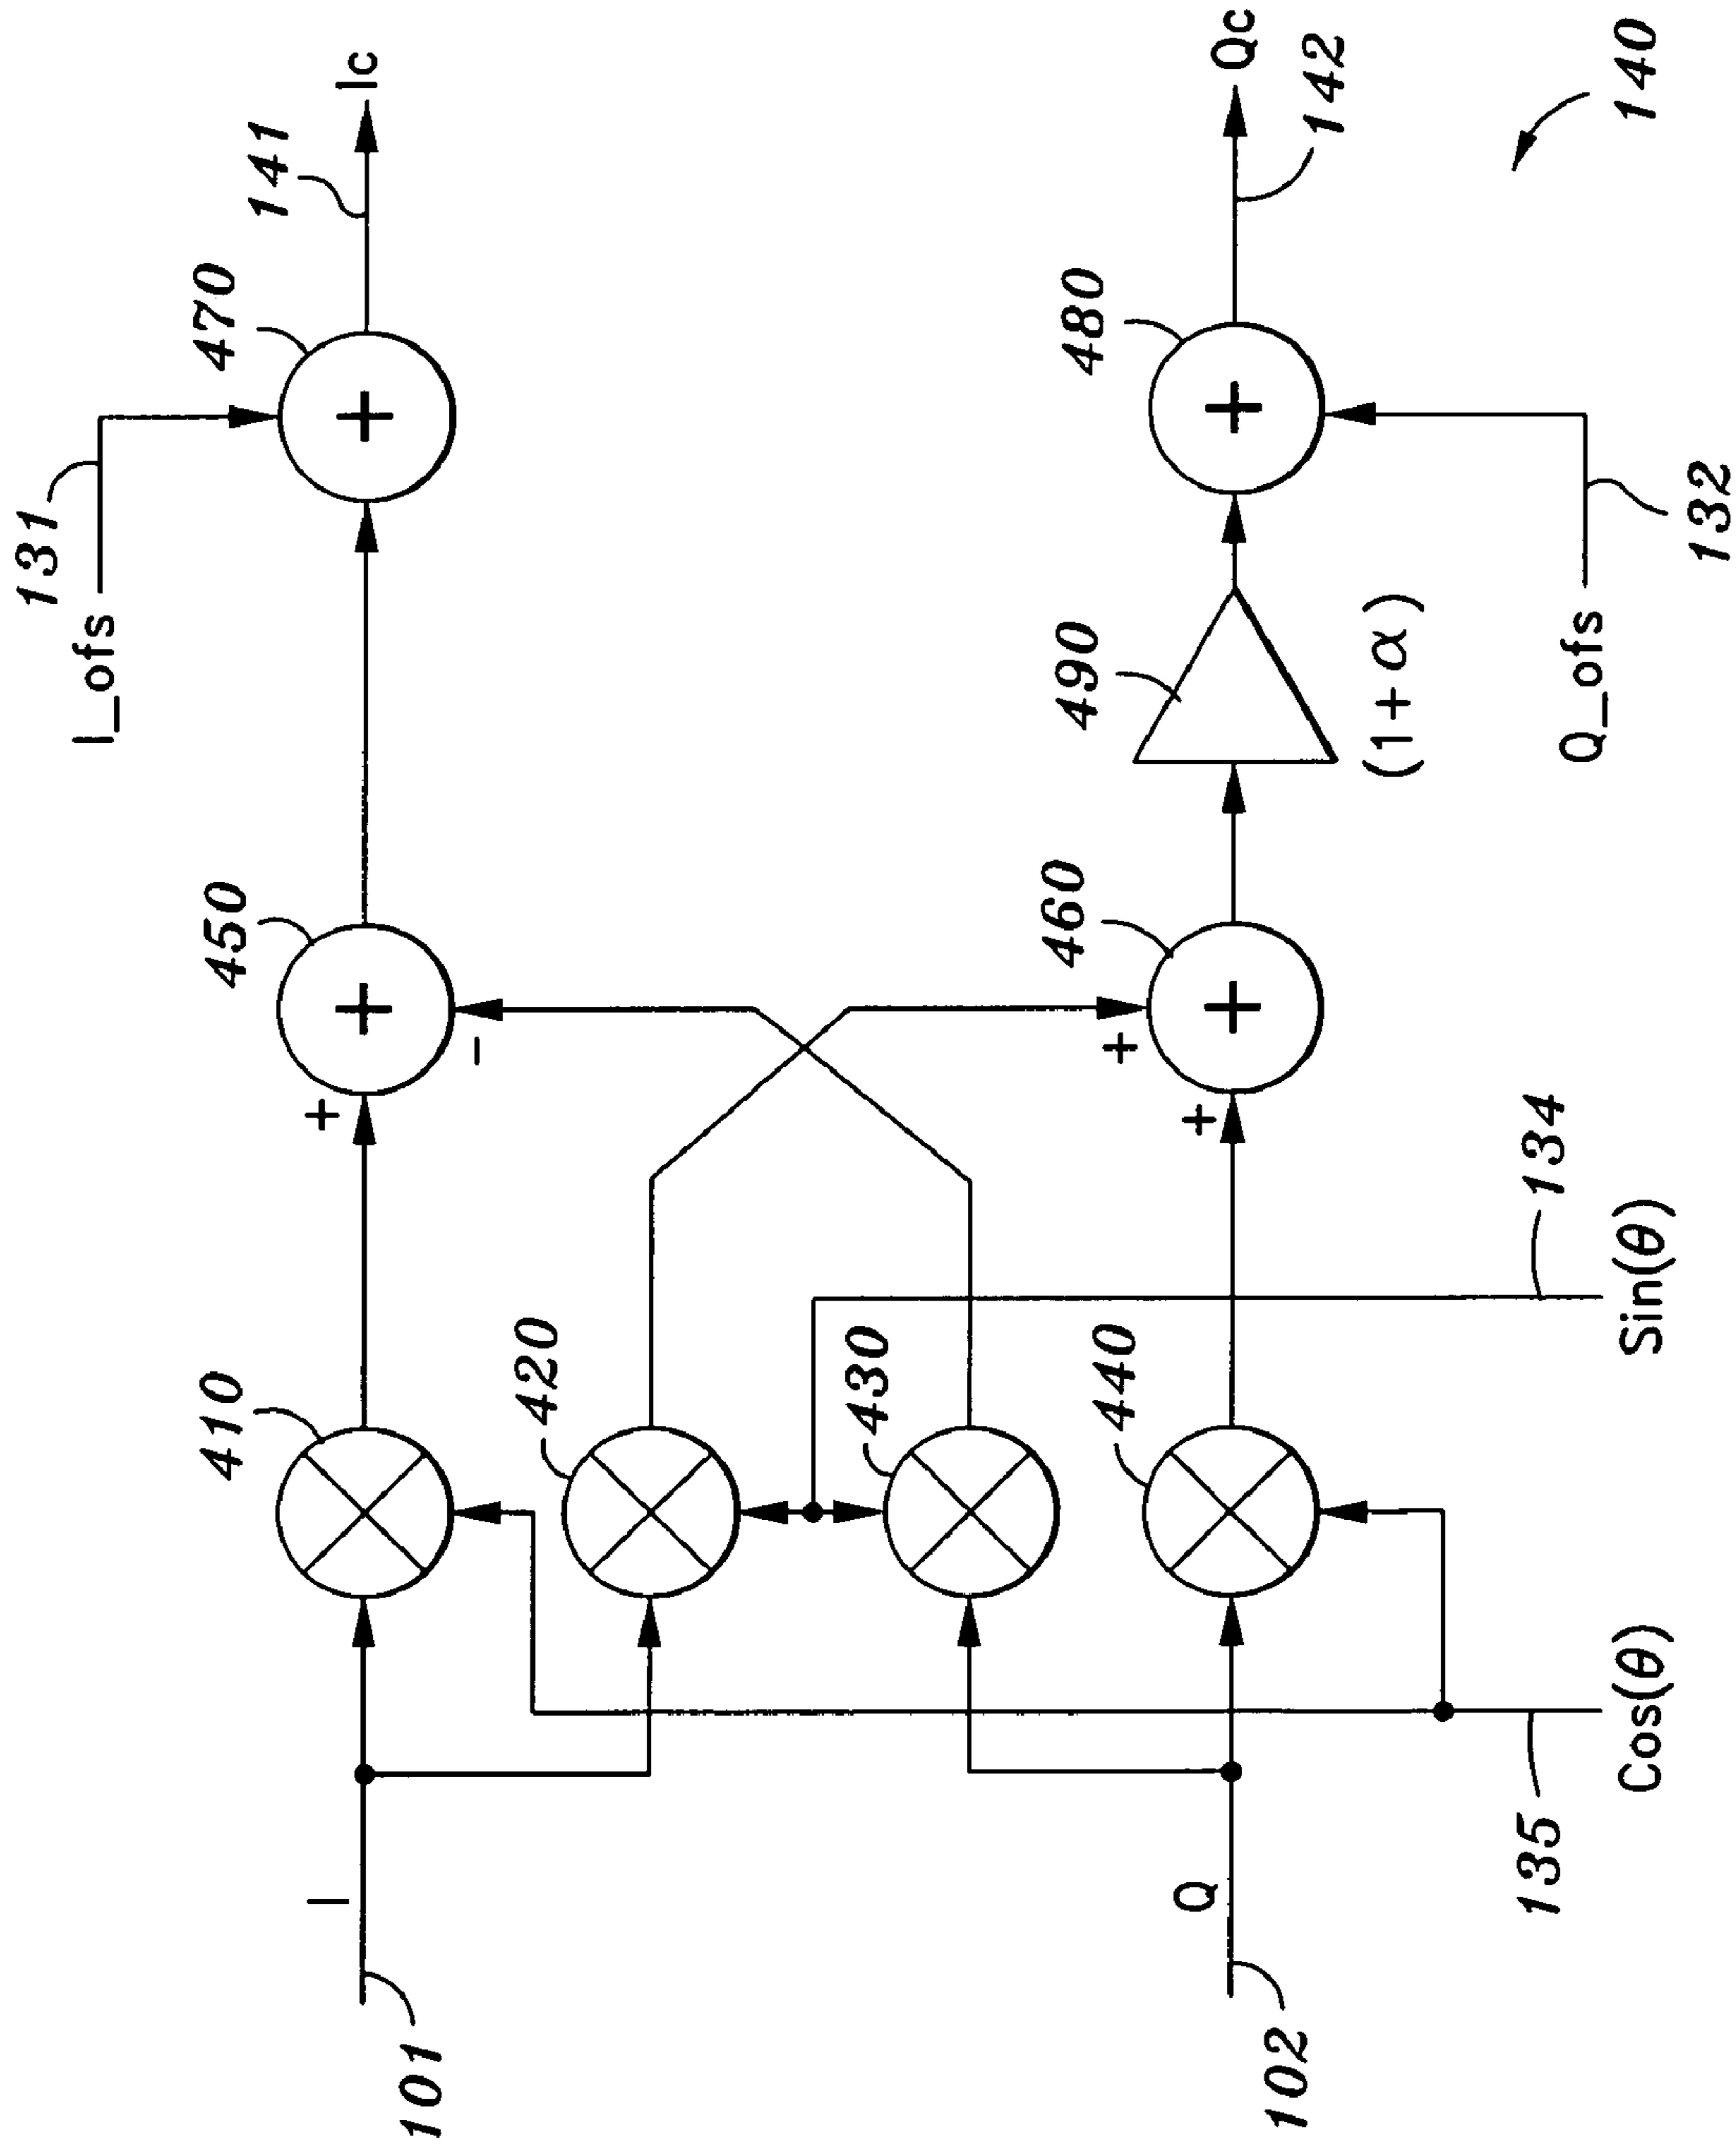 131
I_ofs
470
141
Ic
450
+
+
-
+
410
420
430
440
I
101
Q
102
460
+
+
+
490
(1+α)
480
+
Qc
142
Q_ofs
132
Sin(θ)
134
Cos(θ)
135
140